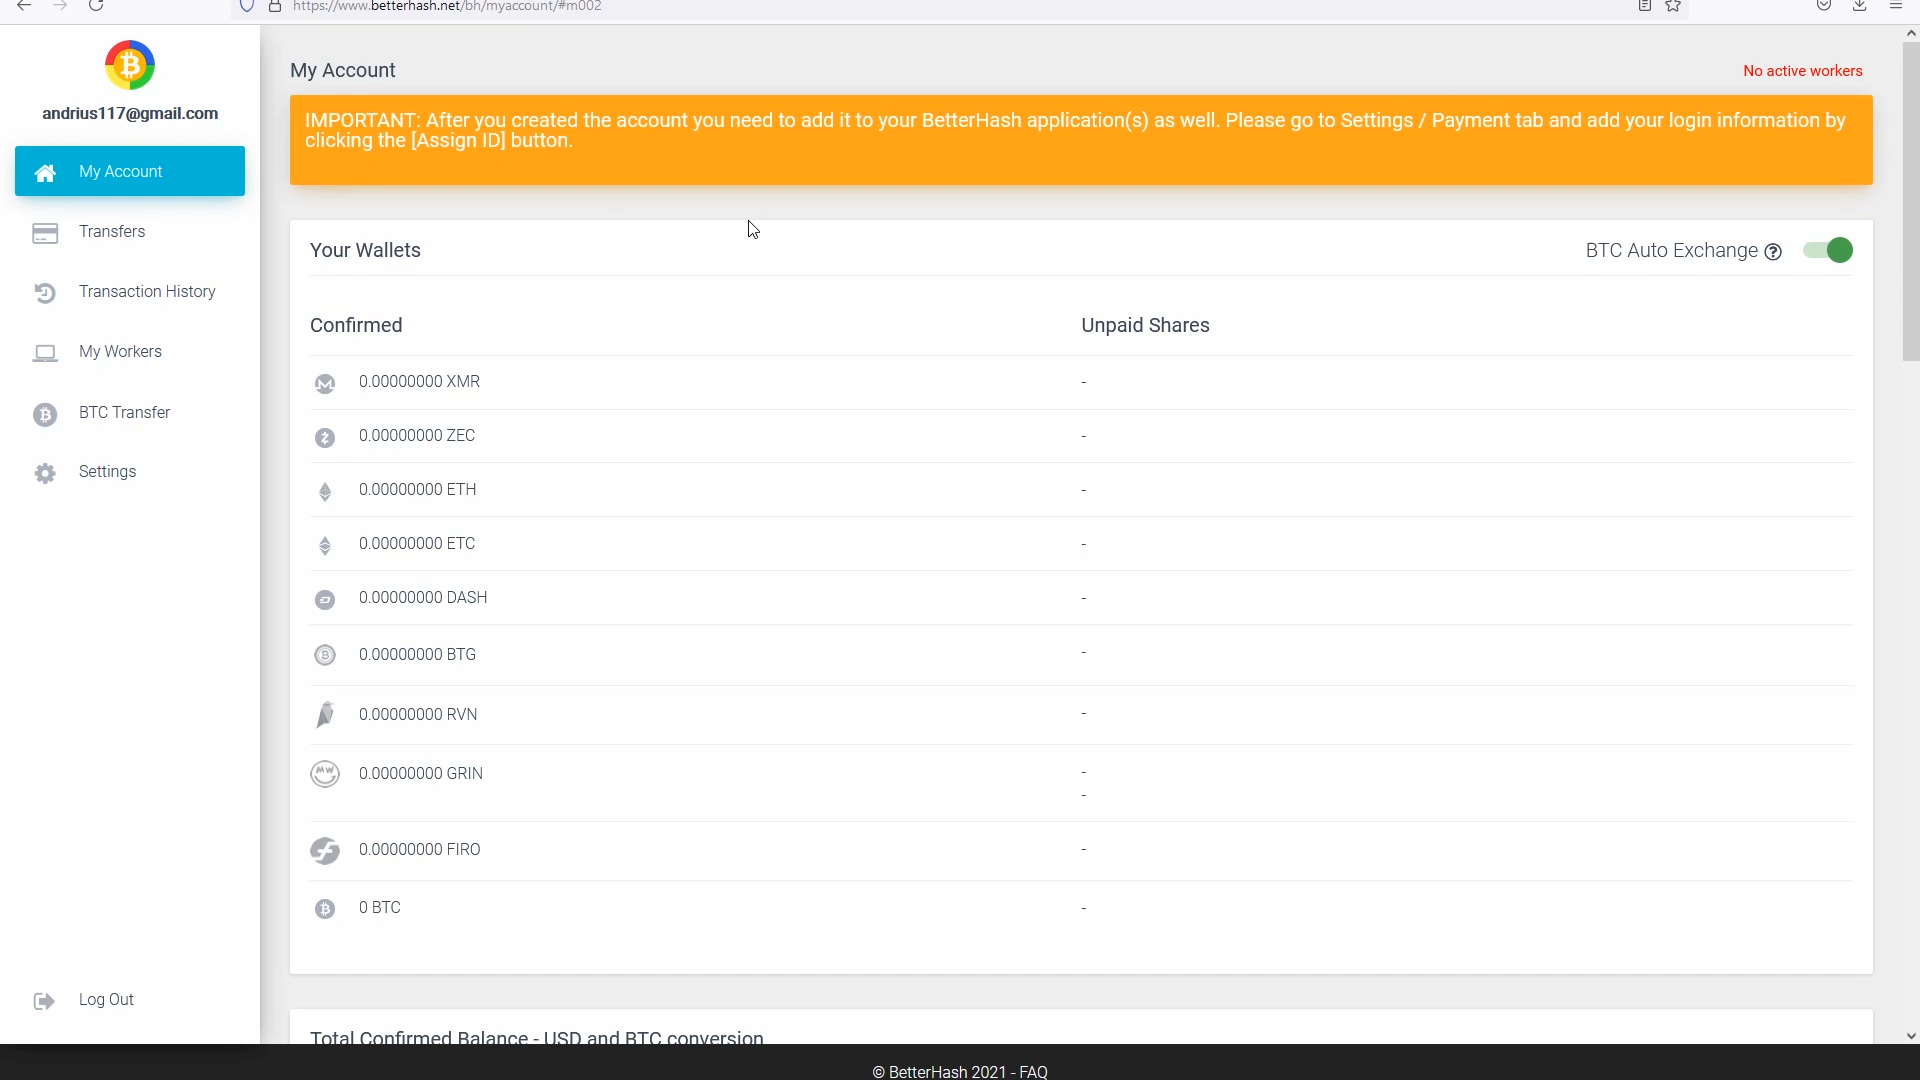 https://www.betterhash.net/bh/myaccount/#m002
andrius117@gmail.com
My Account
Transfers
Transaction History
My Workers
BTC Transfer
Settings
Log Out
My Account
No active workers
IMPORTANT: After you created the account you need to add it to your BetterHash application(s) as well. Please go to Settings / Payment tab and add your login information by
clicking the [Assign ID] button.
Your Wallets
BTC Auto Exchange ?
Confirmed
Unpaid Shares
0.00000000 XMR
-
0.00000000 ZEC
-
0.00000000 ETH
-
0.00000000 ETC
-
0.00000000 DASH
-
0.00000000 BTG
-
0.00000000 RVN
-
MW
0.00000000 GRIN
-
-
0.00000000 FIRO
-
0 BTC
-
Total Confirmed Balance - USD and BTC conversion
© BetterHash 2021 - FAQ